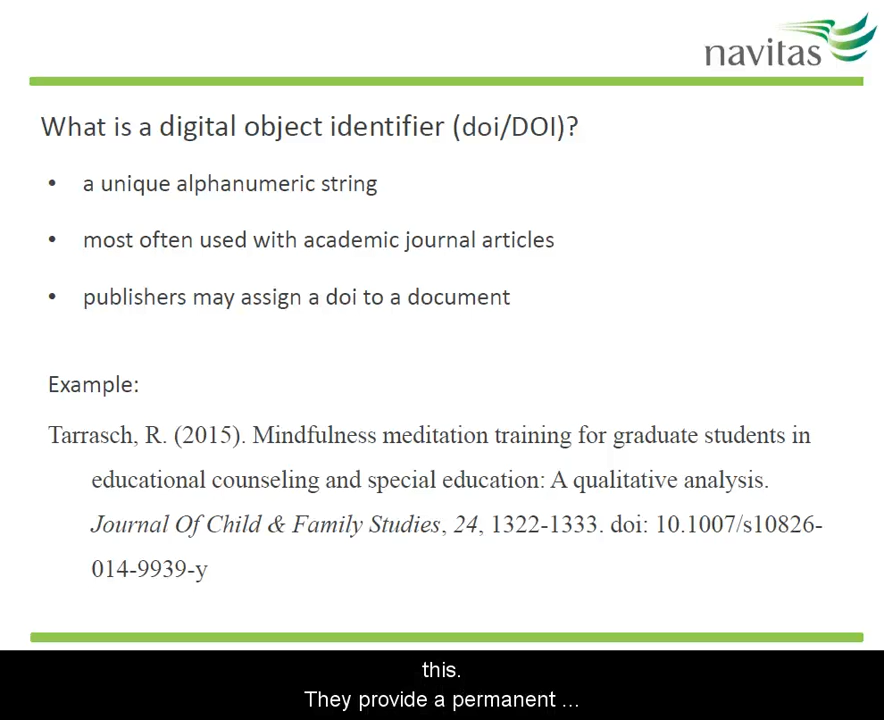 navitas
What is a digital object identifier (doi/DOI)?
• a unique alphanumeric string
• most often used with academic journal articles
• publishers may assign a doi to a document
Example:
Tarrasch, R. (2015). Mindfulness meditation training for graduate students in
educational counseling and special education: A qualitative analysis.
Journal Of Child & Family Studies, 24, 1322-1333. doi: 10.1007/s10826-
014-9939-y
this.
They provide a permanent ...